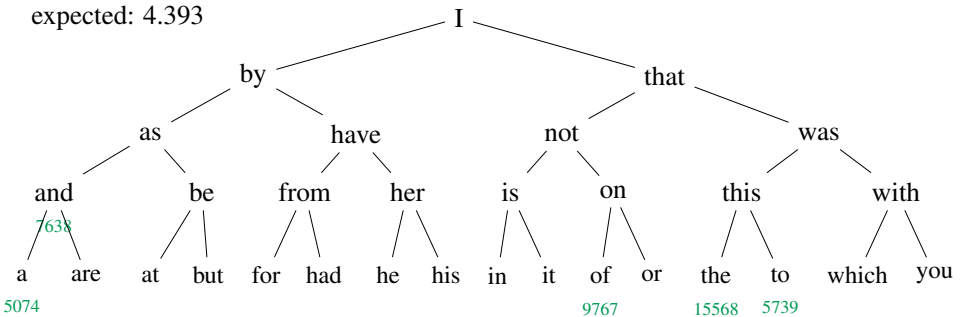 expected: 4.393 I
by that
as have not was
and be from her is on this with
7638
a are at but for had he his in it of or the to which you
5074 9767 15568 5739